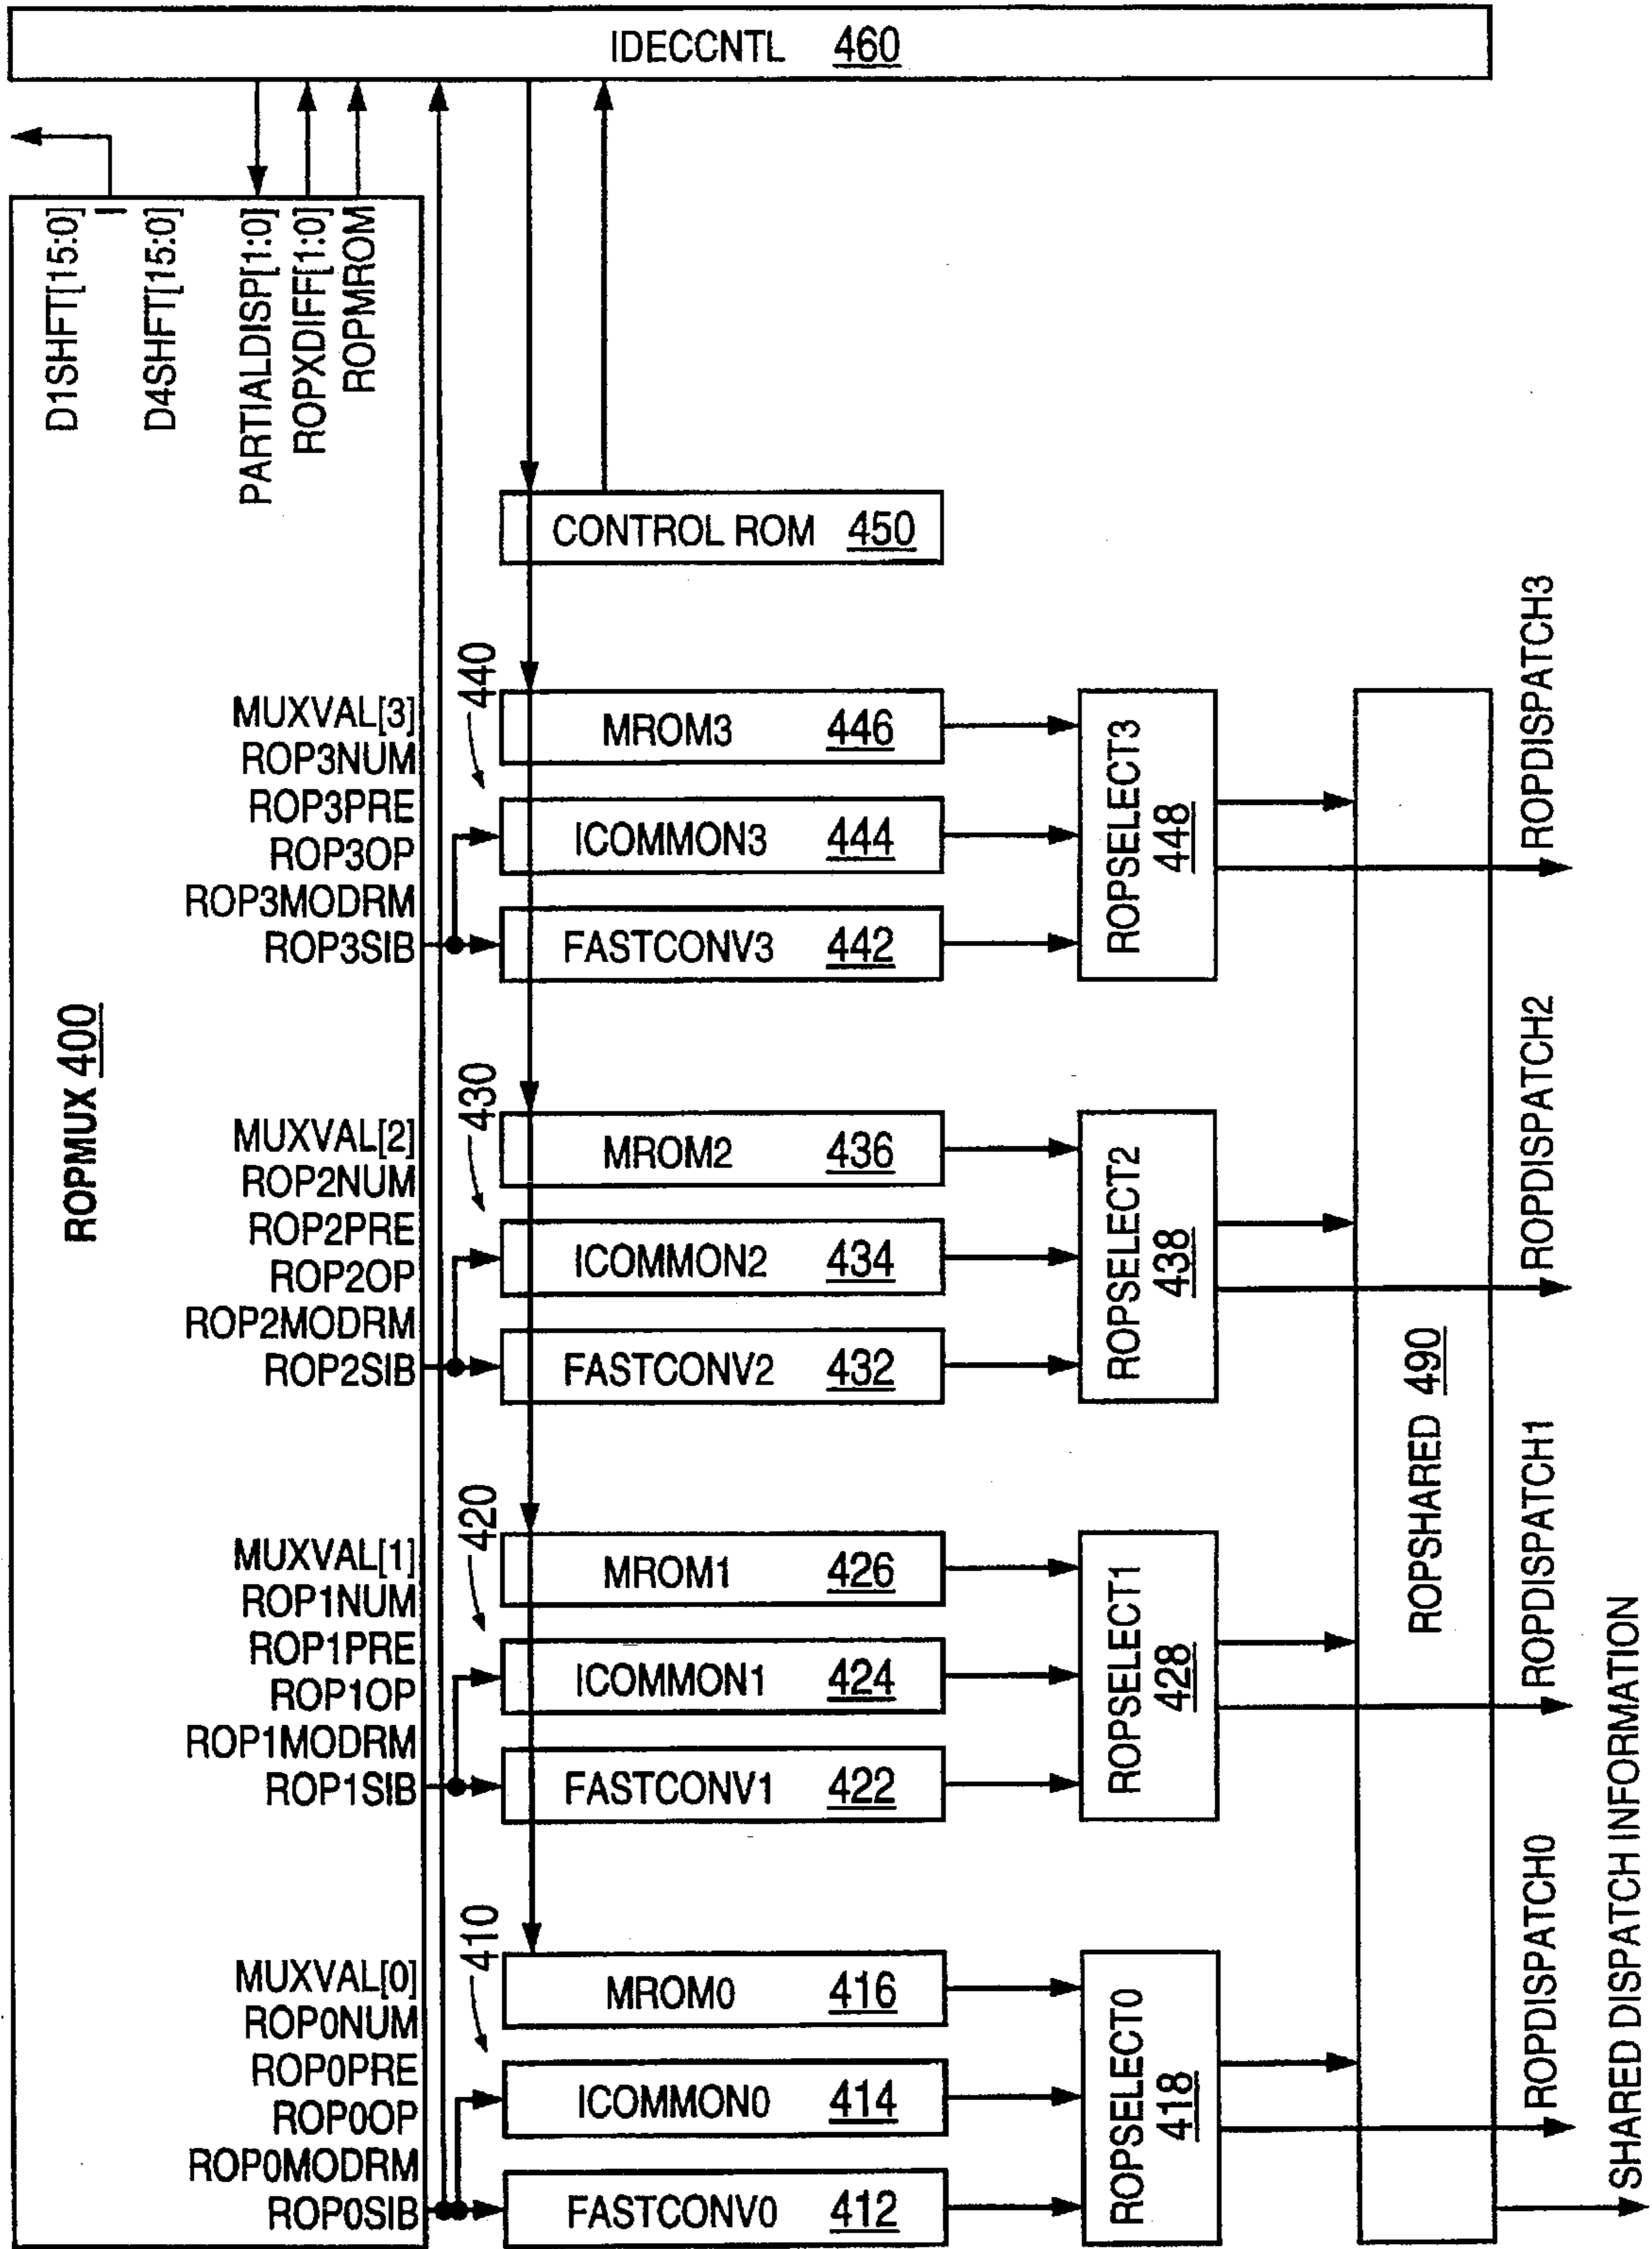 IDECCNTL 460
D1SHFT[15:0]
|
D4SHFT[15:0]
PARTIALDISP[1:0]
ROPXDIFF[1:0]
ROPMROM
ROPMUX 400
CONTROL ROM 450
MUXVAL[3]
ROP3NUM
ROP3PRE
ROP3OP
ROP3MODRM
ROP3SIB
440
MROM3 446
ICOMMON3 444
FASTCONV3 442
ROPSELECT3
448
ROPDISPATCH3
MUXVAL[2]
ROP2NUM
ROP2PRE
ROP2OP
ROP2MODRM
ROP2SIB
430
MROM2 436
ICOMMON2 434
FASTCONV2 432
ROPSELECT2
438
ROPDISPATCH2
MUXVAL[1]
ROP1NUM
ROP1PRE
ROP1OP
ROP1MODRM
ROP1SIB
420
MROM1 426
ICOMMON1 424
FASTCONV1 422
ROPSELECT1
428
ROPSHARED 490
ROPDISPATCH1
MUXVAL[0]
ROP0NUM
ROP0PRE
ROP0OP
ROP0MODRM
ROP0SIB
410
MROM0 416
ICOMMON0 414
FASTCONV0 412
ROPSELECT0
418
ROPDISPATCH0
SHARED DISPATCH INFORMATION